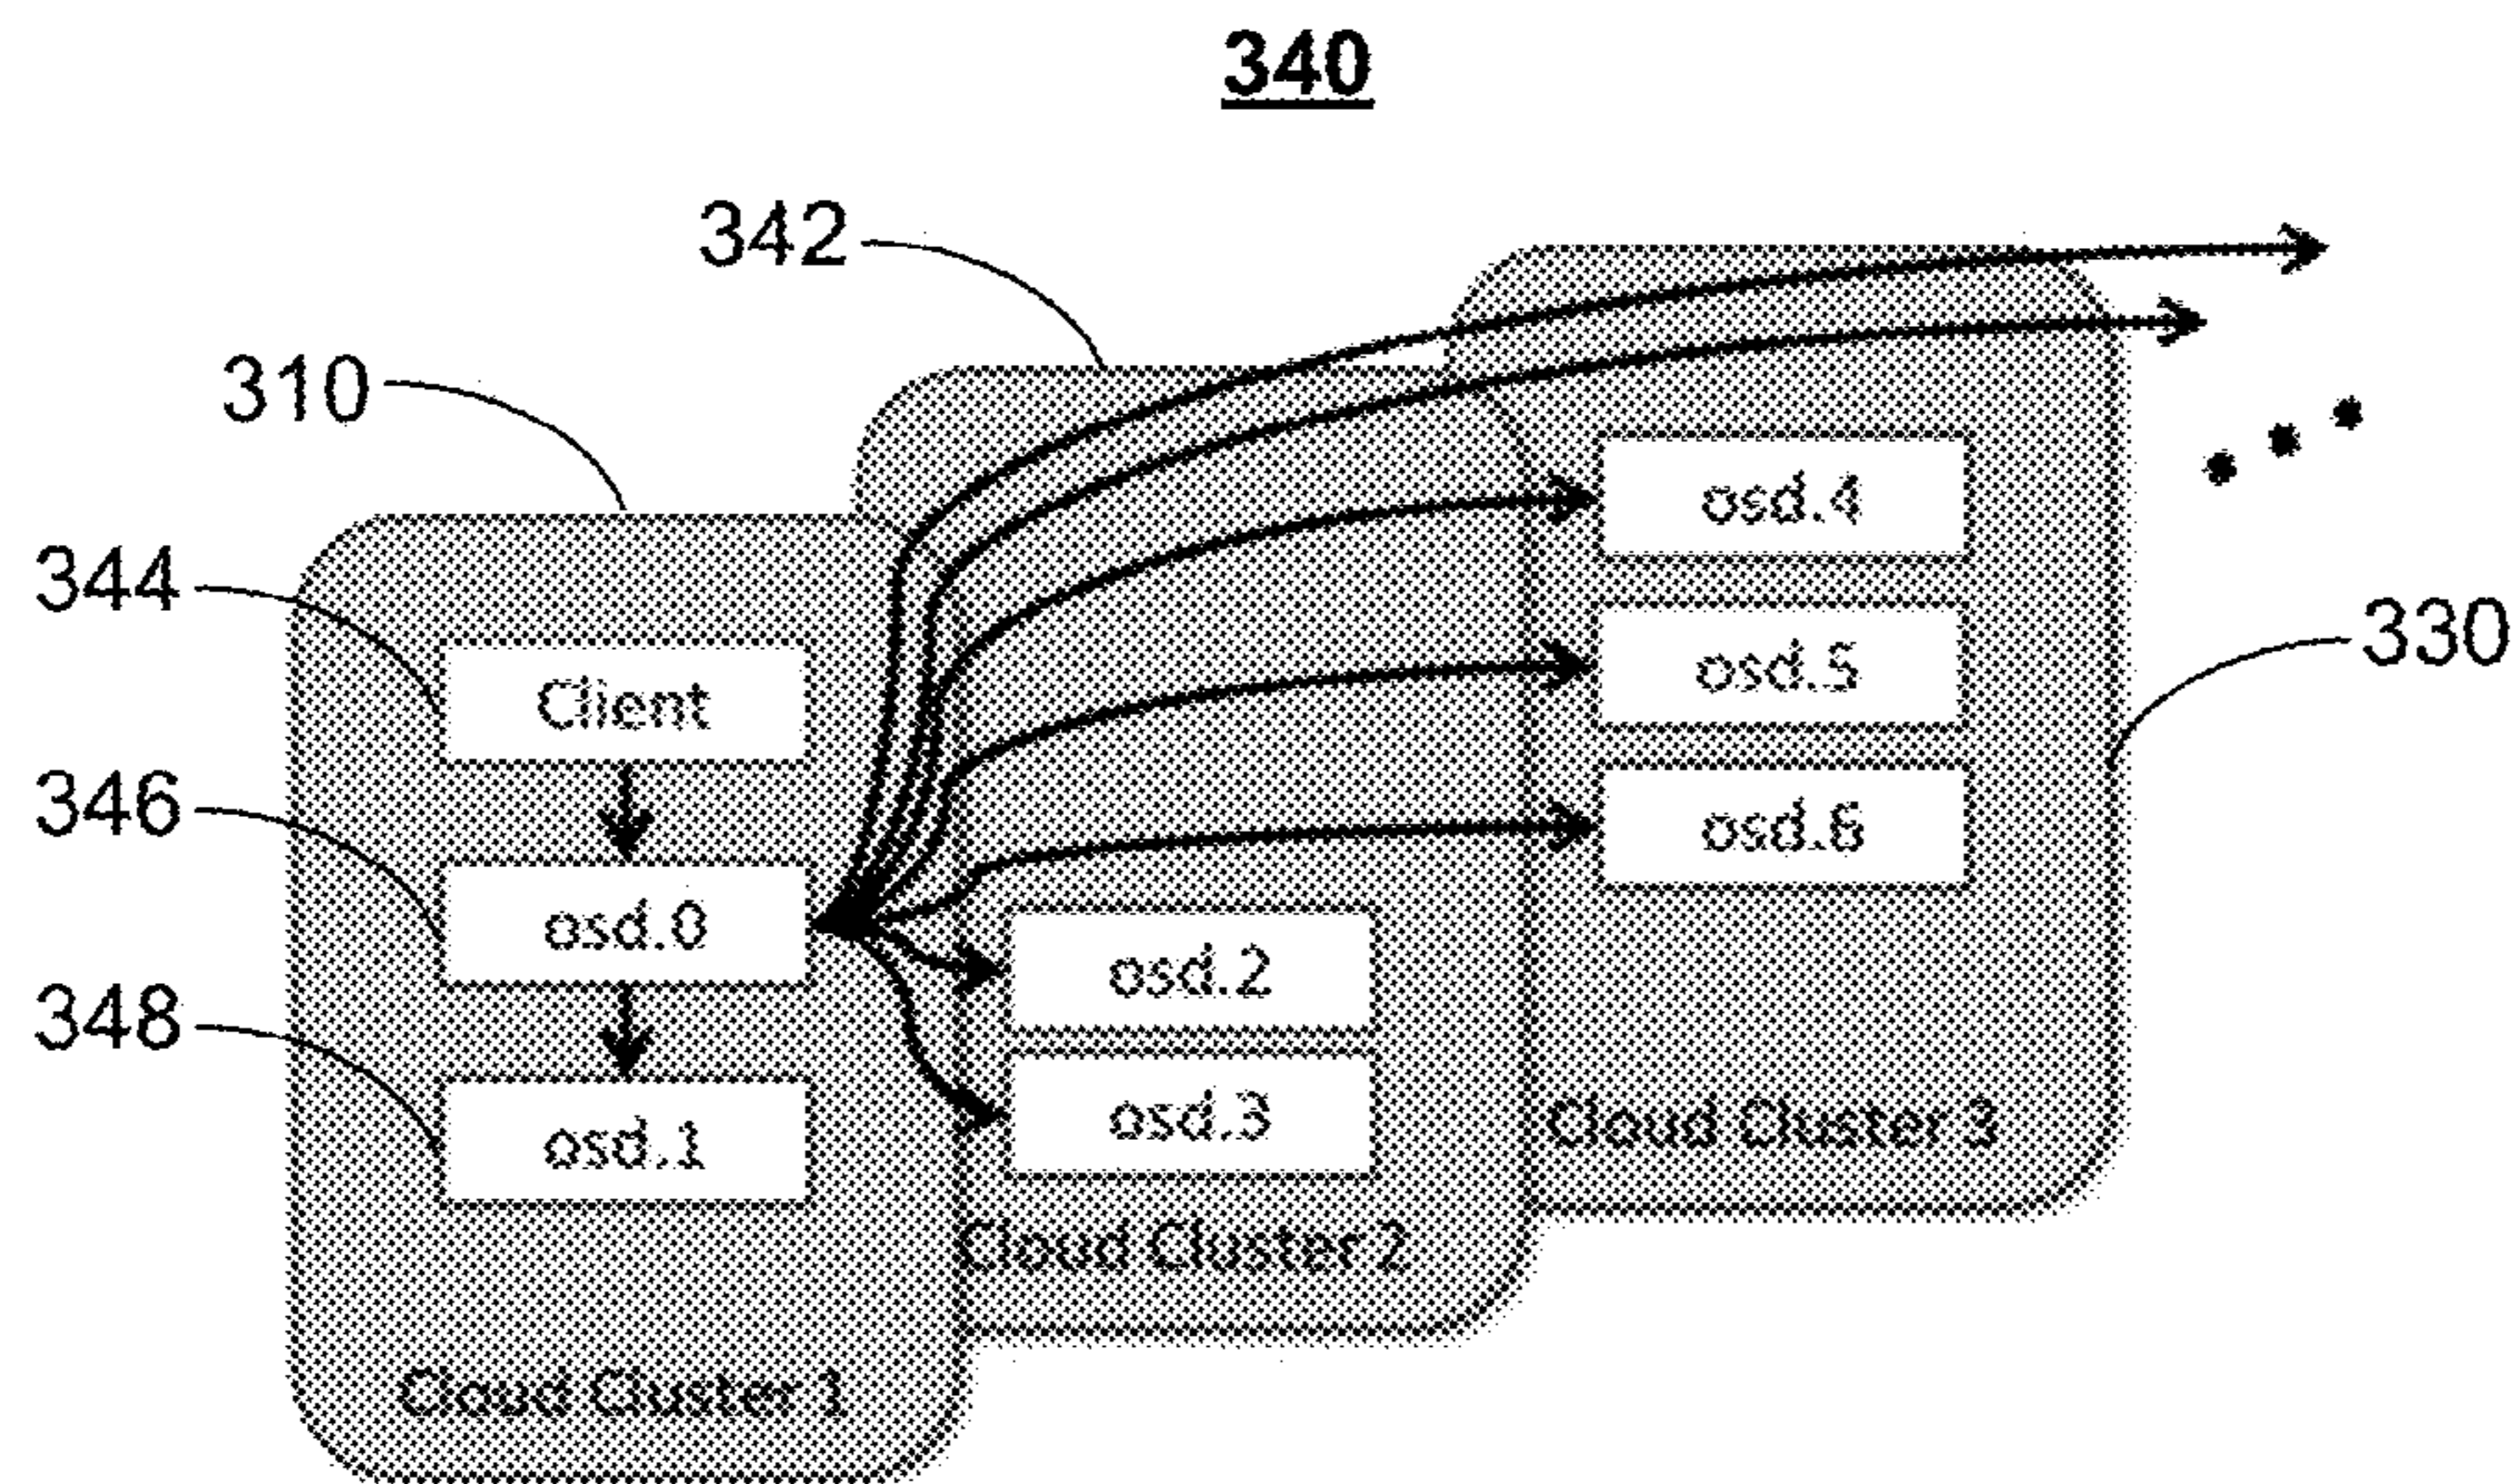 340
342
310
344
Client
346
osd.0
348
osd.1
Cloud Cluster 1
osd.2
osd.3
Cloud Cluster 2
osd.4
osd.5
osd.6
Cloud Cluster 3
330